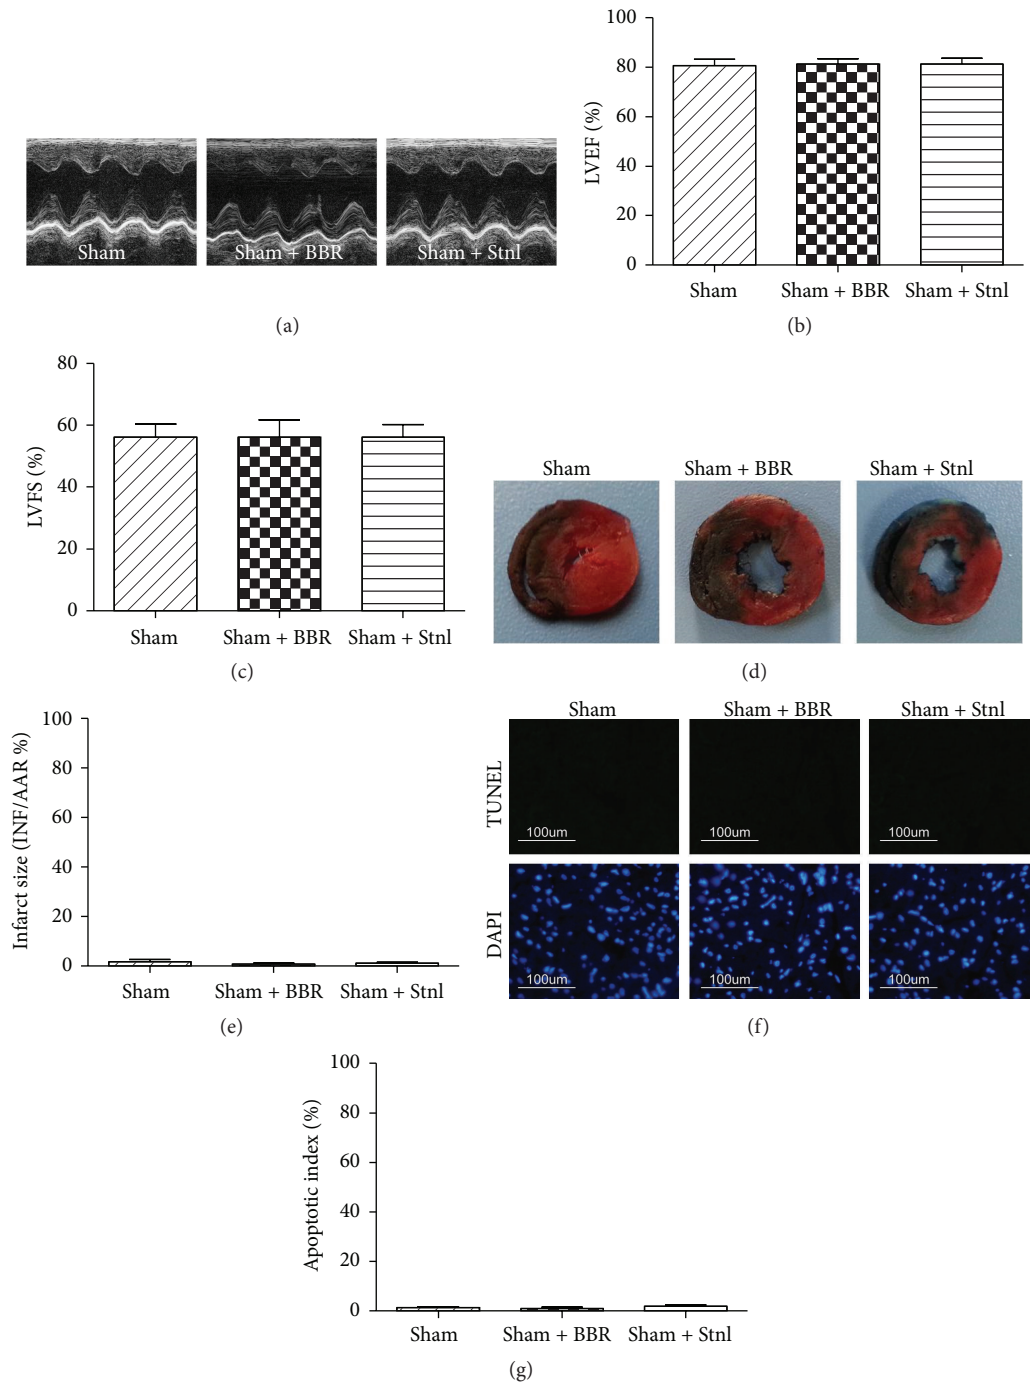 Sham
Sham + BBR
Sham + Stnl
(a)
100
80
60
40
20
0
LVEF (%)
Sham
Sham + BBR
Sham + Stnl
(b)
80
60
40
20
0
LVFS (%)
Sham
Sham + BBR
Sham + Stnl
(c)
Sham
Sham + BBR
Sham + Stnl
(d)
100
80
60
40
20
0
Infarct size (INF/AAR %)
Sham
Sham + BBR
Sham + Stnl
(e)
Sham
Sham + BBR
Sham + Stnl
TUNEL
100um
100um
100um
DAPI
100um
100um
100um
(f)
100
80
60
40
20
0
Apoptotic index (%)
Sham
Sham + BBR
Sham + Stnl
(g)